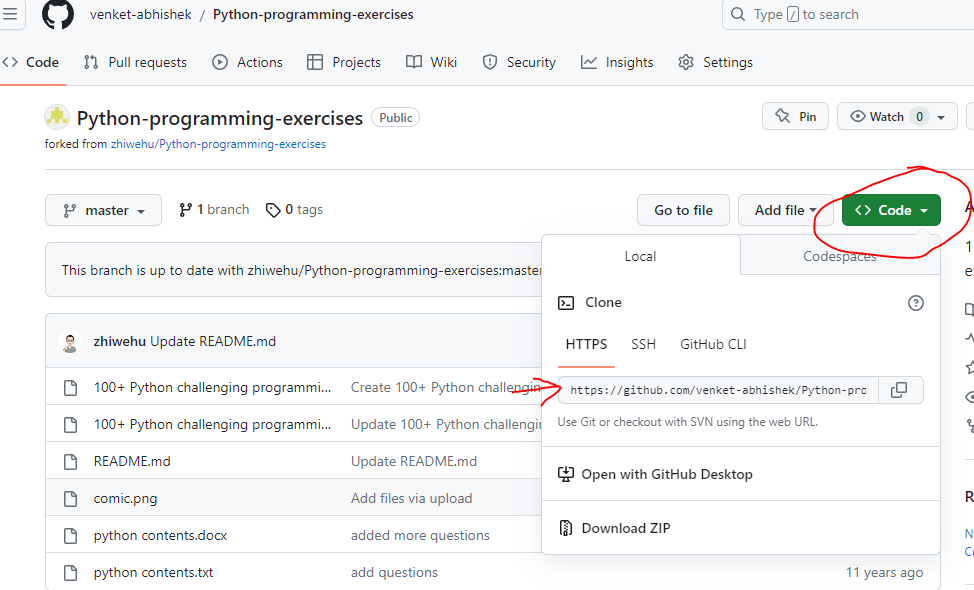 venket-abhishek / Python-programming-exercises
Type / to search
<> Code
Pull requests
Actions
Projects
Wiki
Security
Insights
Settings
Python-programming-exercises Public
Pin
Watch 0
forked from zhiwehu/Python-programming-exercises
master
1 branch
0 tags
Go to file
Add file
<> Code
This branch is up to date with zhiwehu/Python-programming-exercises:master
Local
Codespaces
Clone
HTTPS
SSH
GitHub CLI
https://github.com/venket-abhishek/Python-pro
Use Git or checkout with SVN using the web URL.
Open with GitHub Desktop
Download ZIP
zhiwehu Update README.md
100+ Python challenging programmi... Create 100+ Python challengin
100+ Python challenging programmi... Update 100+ Python challengin
README.md Update README.md
comic.png Add files via upload
python contents.docx added more questions
python contents.txt add questions 11 years ago